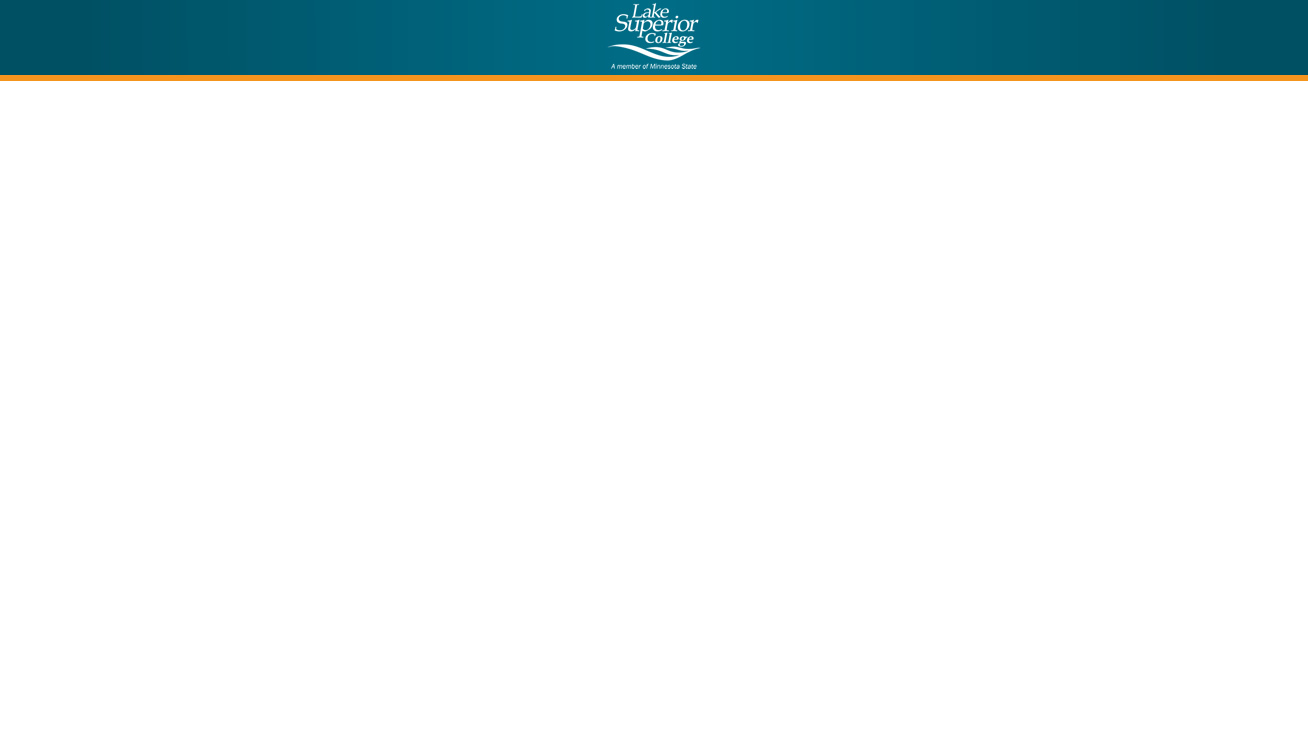 Lake
Superior
College
A member of Minnesota State